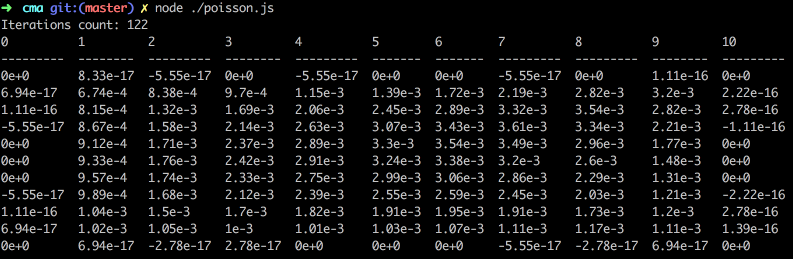 ➜ cma git:(master) ✗ node ./poisson.js
Iterations count: 122
0 1 2 3 4 5 6 7 8 9 10
--------- -------- --------- -------- --------- ------- ------- --------- --------- -------- ---------
0e+0 8.33e-17 -5.55e-17 0e+0 -5.55e-17 0e+0 0e+0 -5.55e-17 0e+0 1.11e-16 0e+0
6.94e-17 6.74e-4 8.38e-4 9.7e-4 1.15e-3 1.39e-3 1.72e-3 2.19e-3 2.82e-3 3.2e-3 2.22e-16
1.11e-16 8.15e-4 1.32e-3 1.69e-3 2.06e-3 2.45e-3 2.89e-3 3.32e-3 3.54e-3 2.82e-3 2.78e-16
-5.55e-17 8.67e-4 1.58e-3 2.14e-3 2.63e-3 3.07e-3 3.43e-3 3.61e-3 3.34e-3 2.21e-3 -1.11e-16
0e+0 9.12e-4 1.71e-3 2.37e-3 2.89e-3 3.3e-3 3.54e-3 3.49e-3 2.96e-3 1.77e-3 0e+0
0e+0 9.33e-4 1.76e-3 2.42e-3 2.91e-3 3.24e-3 3.38e-3 3.2e-3 2.6e-3 1.48e-3 0e+0
0e+0 9.57e-4 1.74e-3 2.33e-3 2.75e-3 2.99e-3 3.06e-3 2.86e-3 2.29e-3 1.31e-3 0e+0
-5.55e-17 9.89e-4 1.68e-3 2.12e-3 2.39e-3 2.55e-3 2.59e-3 2.45e-3 2.03e-3 1.21e-3 -2.22e-16
1.11e-16 1.04e-3 1.5e-3 1.7e-3 1.82e-3 1.91e-3 1.95e-3 1.91e-3 1.73e-3 1.2e-3 2.78e-16
6.94e-17 1.02e-3 1.05e-3 1e-3 1.01e-3 1.03e-3 1.07e-3 1.11e-3 1.17e-3 1.11e-3 1.39e-16
0e+0 6.94e-17 -2.78e-17 2.78e-17 0e+0 0e+0 0e+0 -5.55e-17 -2.78e-17 6.94e-17 0e+0